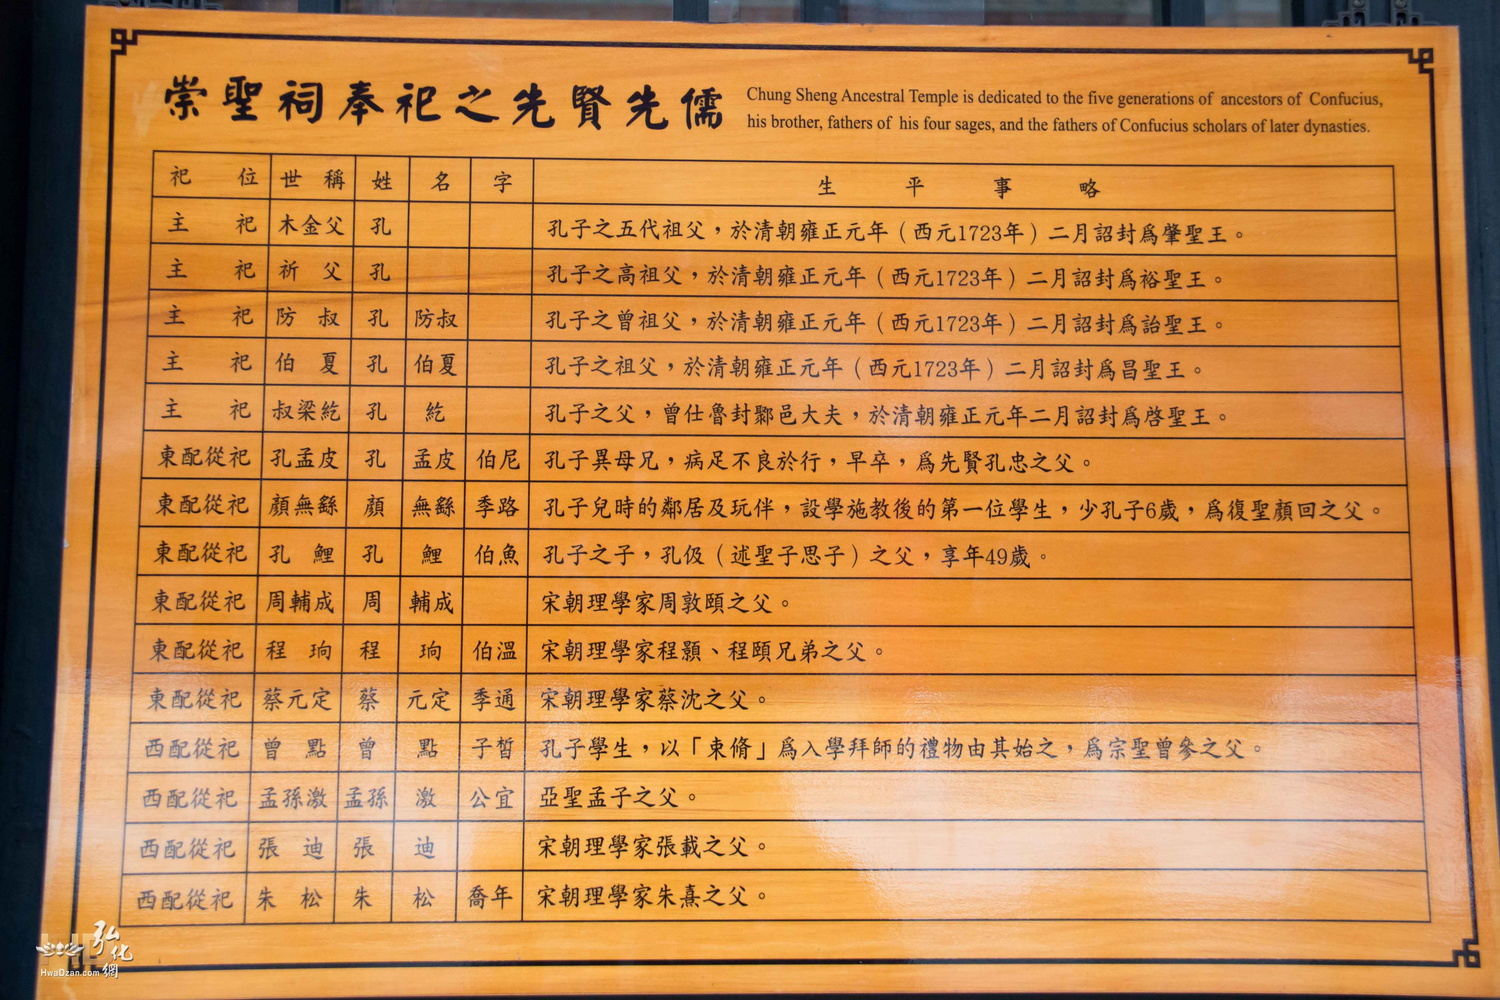 崇聖祠奉祀之先賢先儒
Chung Sheng Ancestral Temple is dedicated to the five generations of ancestors of Confucius,
his brother, fathers of his four sages, and the fathers of Confucius scholars of later dynasties.
祀位 世稱 姓 名 字 生平事略
主祀 木金父 孔 孔子之五代祖父，於清朝雍正元年（西元1723年）二月詔封為肇聖王。
主祀 祈父 孔 孔子之高祖父，於清朝雍正元年（西元1723年）二月詔封為裕聖王。
主祀 防叔 孔 防叔 孔子之曾祖父，於清朝雍正元年（西元1723年）二月詔封為詒聖王。
主祀 伯夏 孔 伯夏 孔子之祖父，於清朝雍正元年（西元1723年）二月詔封為昌聖王。
主祀 叔梁紇 孔 紇 孔子之父，曾仕魯封鄹邑大夫，於清朝雍正元年二月詔封為啓聖王。
東配從祀 孔孟皮 孔 孟皮 伯尼 孔子異母兄，病足不良於行，早卒，為先賢孔忠之父。
東配從祀 顏無繇 顏 無繇 季路 孔子兒時的鄰居及玩伴，設學施教後的第一位學生，少孔子6歲，為復聖顏回之父。
東配從祀 孔鯉 孔 鯉 伯魚 孔子之子，孔伋（述聖子思子）之父，享年49歲。
東配從祀 周輔成 周 輔成 宋朝理學家周敦頤之父。
東配從祀 程珦 程 珦 伯溫 宋朝理學家程顥、程頤兄弟之父。
東配從祀 蔡元定 蔡 元定 季通 宋朝理學家蔡沈之父。
西配從祀 曾點 曾 點 子皙 孔子學生，以「束脩」為入學拜師的禮物由其始之，為宗聖曾參之父。
西配從祀 孟孫激 孟孫 激 公宜 亞聖孟子之父。
西配從祀 張迪 張 迪 宋朝理學家張載之父。
西配從祀 朱松 朱 松 喬年 宋朝理學家朱熹之父。
弘化網
HwaDzan.com